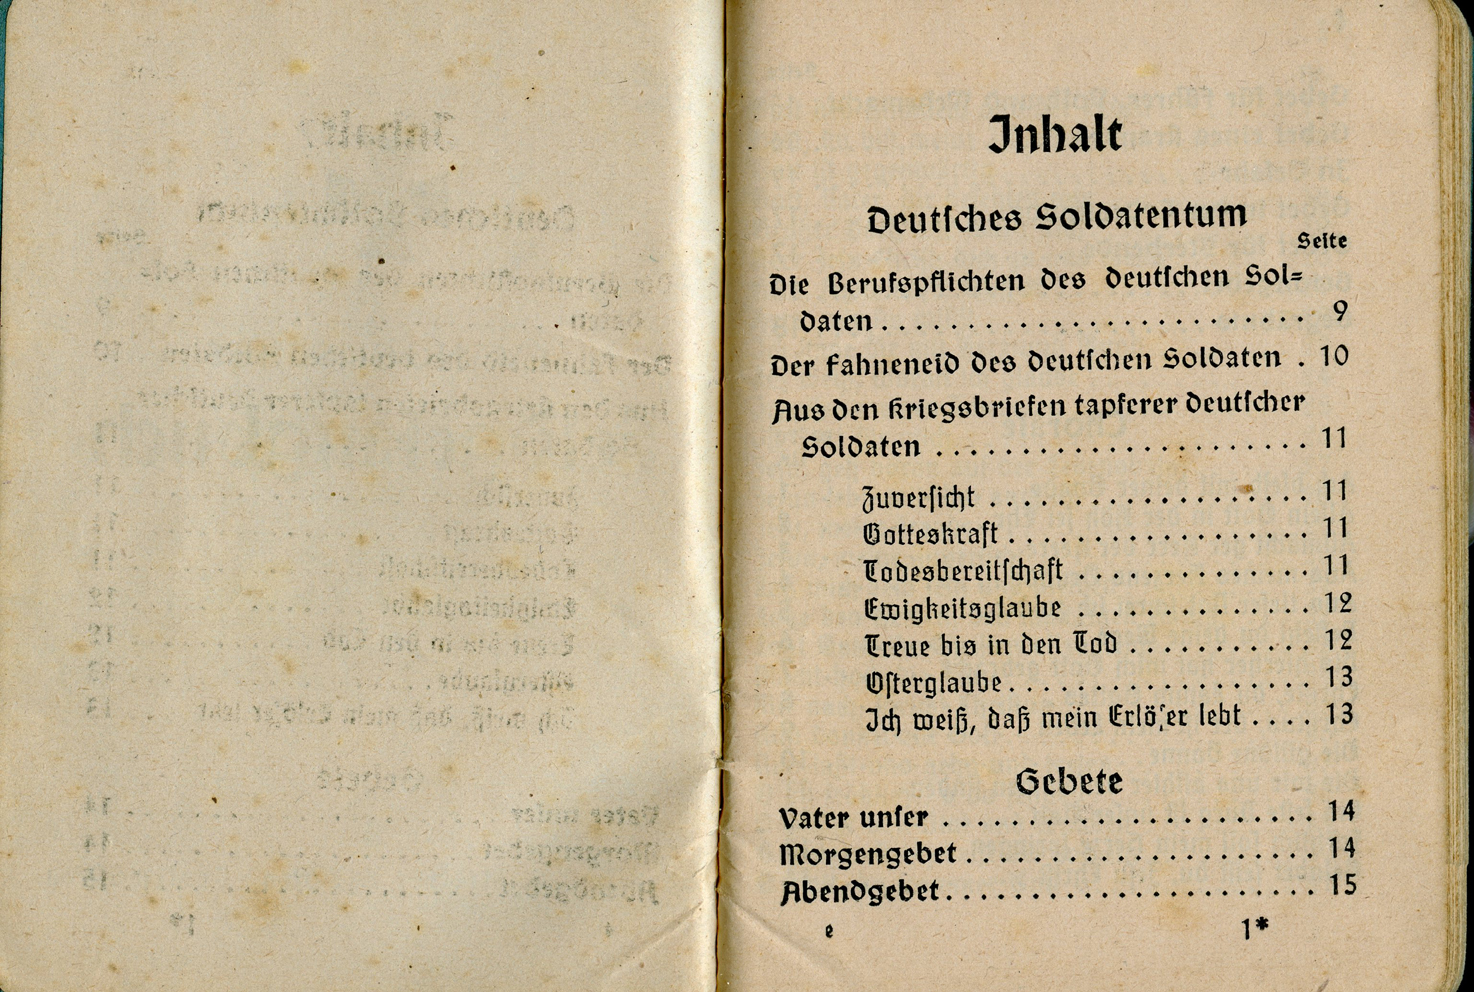 Inhalt
Deutsches Soldatentum
Seite
Die Berufspflichten des deutschen Sol=
daten . . . . . . . . . . . . . . . . . . . . . . . . . 9
Der Fahneneid des deutschen Soldaten . 10
Aus den Kriegsbriefen tapferer deutscher
Soldaten . . . . . . . . . . . . . . . . . . . . . . 11
Zuversicht . . . . . . . . . . . . . . . . . . . 11
Gotteskraft . . . . . . . . . . . . . . . . . . 11
Todesbereitschaft . . . . . . . . . . . . . . 11
Ewigkeitsglaube . . . . . . . . . . . . . . 12
Treue bis in den Tod . . . . . . . . . . . 12
Osterglaube . . . . . . . . . . . . . . . . . . 13
Ich weiß, daß mein Erlöser lebt . . . . 13
Gebete
Vater unser . . . . . . . . . . . . . . . . . . . . . . 14
Morgengebet . . . . . . . . . . . . . . . . . . . . . 14
Abendgebet . . . . . . . . . . . . . . . . . . . . . . 15
e 1*